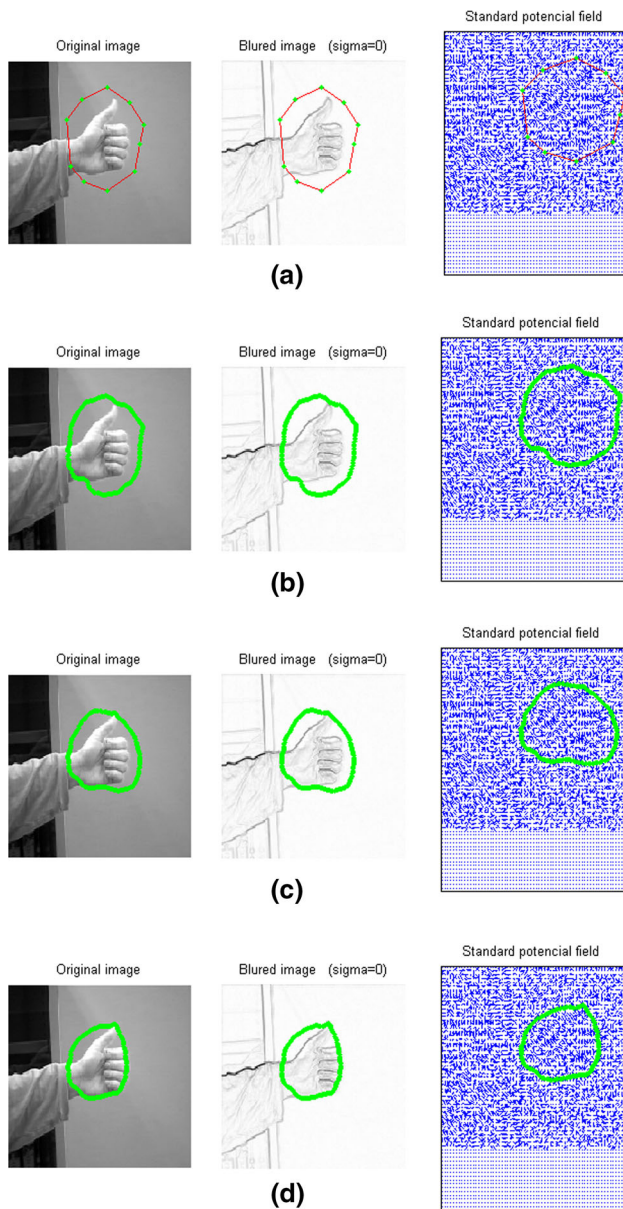 Standard potencial field
Original image
Blured image (sigma=0)
(a)
Standard potencial field
Original image
Blured image (sigma=0)
(b)
Standard potencial field
Original image
Blured image (sigma=0)
(c)
Standard potencial field
Original image
Blured image (sigma=0)
(d)